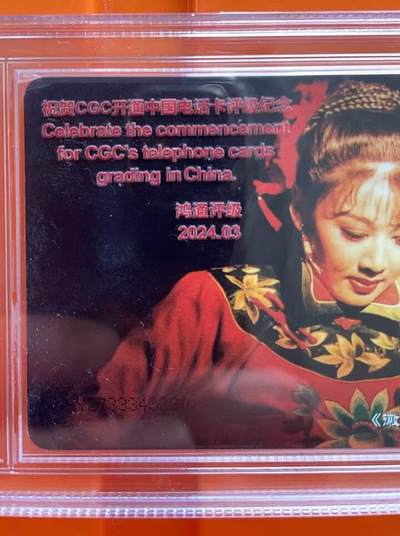 祝贺CGC开通中国电话卡评级纪念
Celebrate the commencement
for CGC's telephone cards
grading in China.
鸿通评级
2024.03